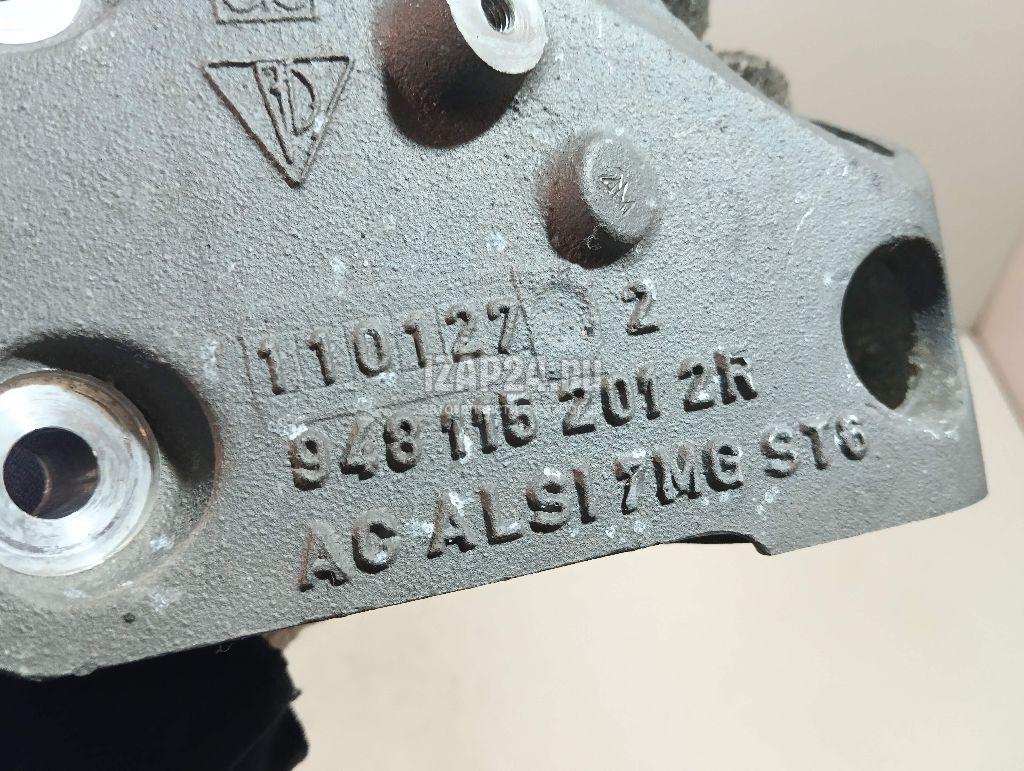 110127 2
IZAP24.RU
948 115 201 2R
AC ALSI 7MG ST6